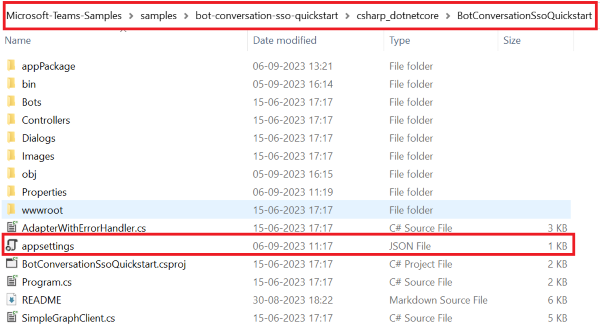 Microsoft-Teams-Samples > samples > bot-conversation-sso-quickstart > csharp_dotnetcore > BotConversationSsoQuickstart
Name Date modified Type Size
appPackage 06-09-2023 13:21 File folder
bin 05-09-2023 16:14 File folder
Bots 15-06-2023 17:17 File folder
Controllers 15-06-2023 17:17 File folder
Dialogs 15-06-2023 17:17 File folder
Images 15-06-2023 17:17 File folder
obj 05-09-2023 16:15 File folder
Properties 06-09-2023 11:19 File folder
wwwroot 15-06-2023 17:17 File folder
AdapterWithErrorHandler.cs 15-06-2023 17:17 C# Source File 3 KB
appsettings 06-09-2023 11:17 JSON File 1 KB
BotConversationSsoQuickstart.csproj 15-06-2023 17:17 C# Project File 2 KB
Program.cs 15-06-2023 17:17 C# Source File 2 KB
README 30-08-2023 18:22 Markdown Source File 6 KB
SimpleGraphClient.cs 15-06-2023 17:17 C# Source File 5 KB